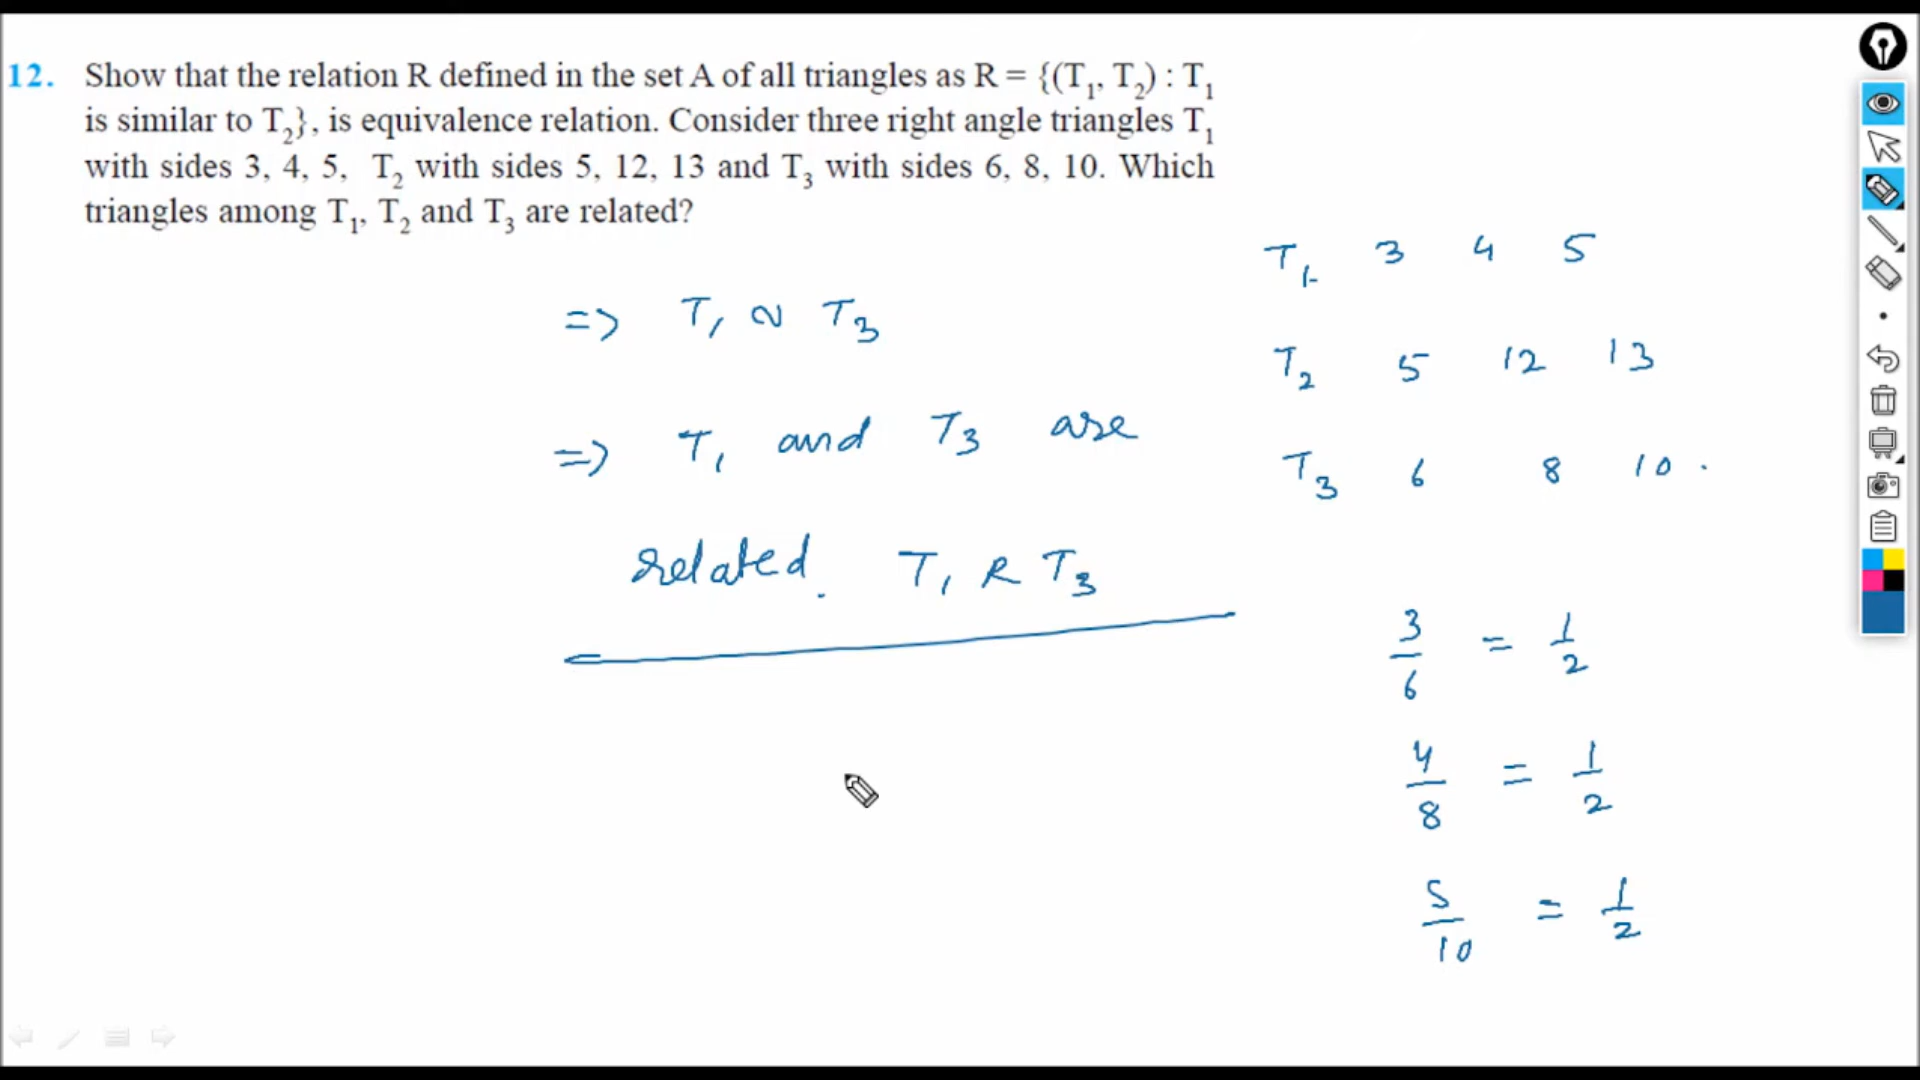 12. Show that the relation R defined in the set A of all triangles as R = {(T₁, T₂) : T₁
is similar to T₂}, is equivalence relation. Consider three right angle triangles T₁
with sides 3, 4, 5, T₂ with sides 5, 12, 13 and T₃ with sides 6, 8, 10. Which
triangles among T₁, T₂ and T₃ are related?
=> T₁ ~ T₃
=> T₁ and T₃ are
related. T₁ R T₃
T₁ 3 4 5
T₂ 5 12 13
T₃ 6 8 10.
3/6 = 1/2
4/8 = 1/2
5/10 = 1/2